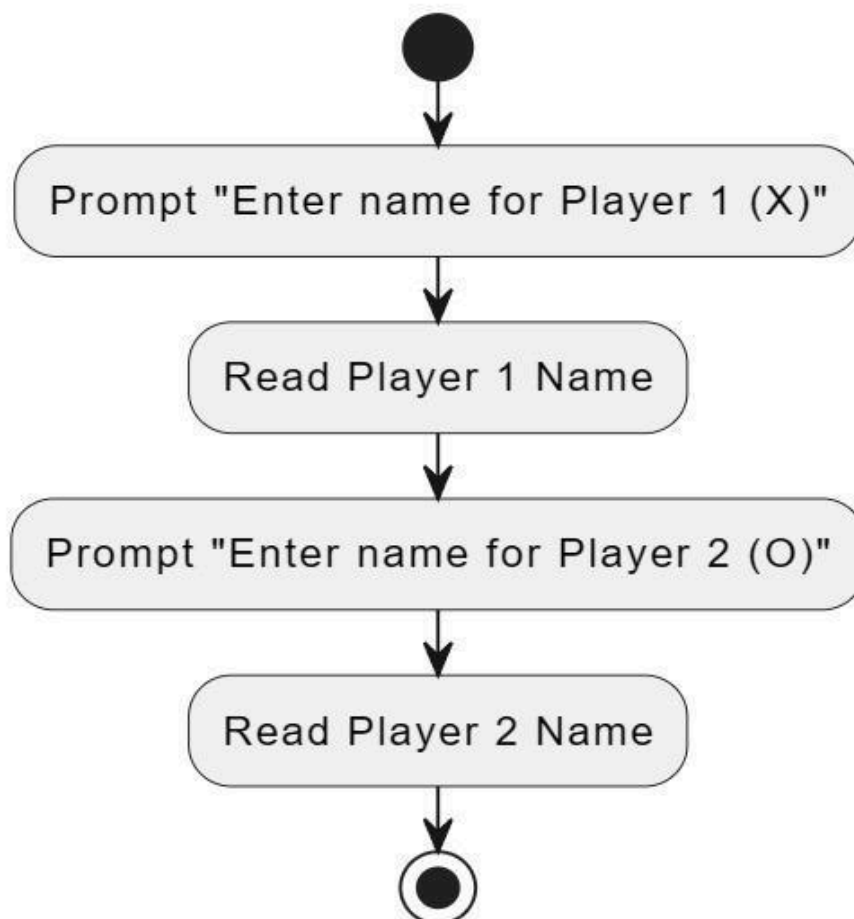 Prompt "Enter name for Player 1 (X)"
Read Player 1 Name
Prompt "Enter name for Player 2 (O)"
Read Player 2 Name